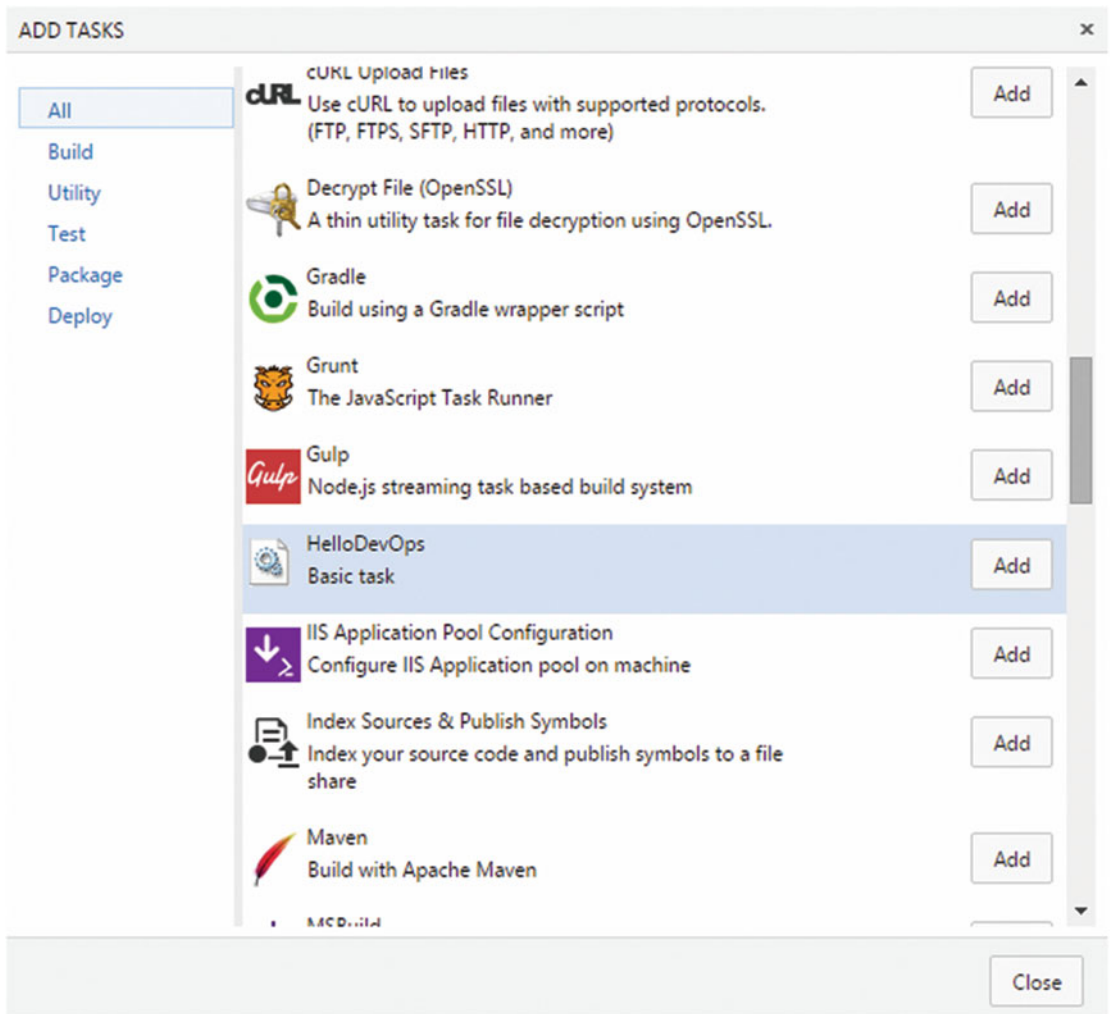 ADD TASKS
×
All
Build
Utility
Test
Package
Deploy
cURL
cURL Upload Files
Use cURL to upload files with supported protocols.
(FTP, FTPS, SFTP, HTTP, and more)
Add
Decrypt File (OpenSSL)
A thin utility task for file decryption using OpenSSL.
Add
Gradle
Build using a Gradle wrapper script
Add
Grunt
The JavaScript Task Runner
Add
Gulp
Gulp
Node.js streaming task based build system
Add
HelloDevOps
Basic task
Add
IIS Application Pool Configuration
Configure IIS Application pool on machine
Add
Index Sources & Publish Symbols
Index your source code and publish symbols to a file
share
Add
Maven
Build with Apache Maven
Add
MSBuild
Close